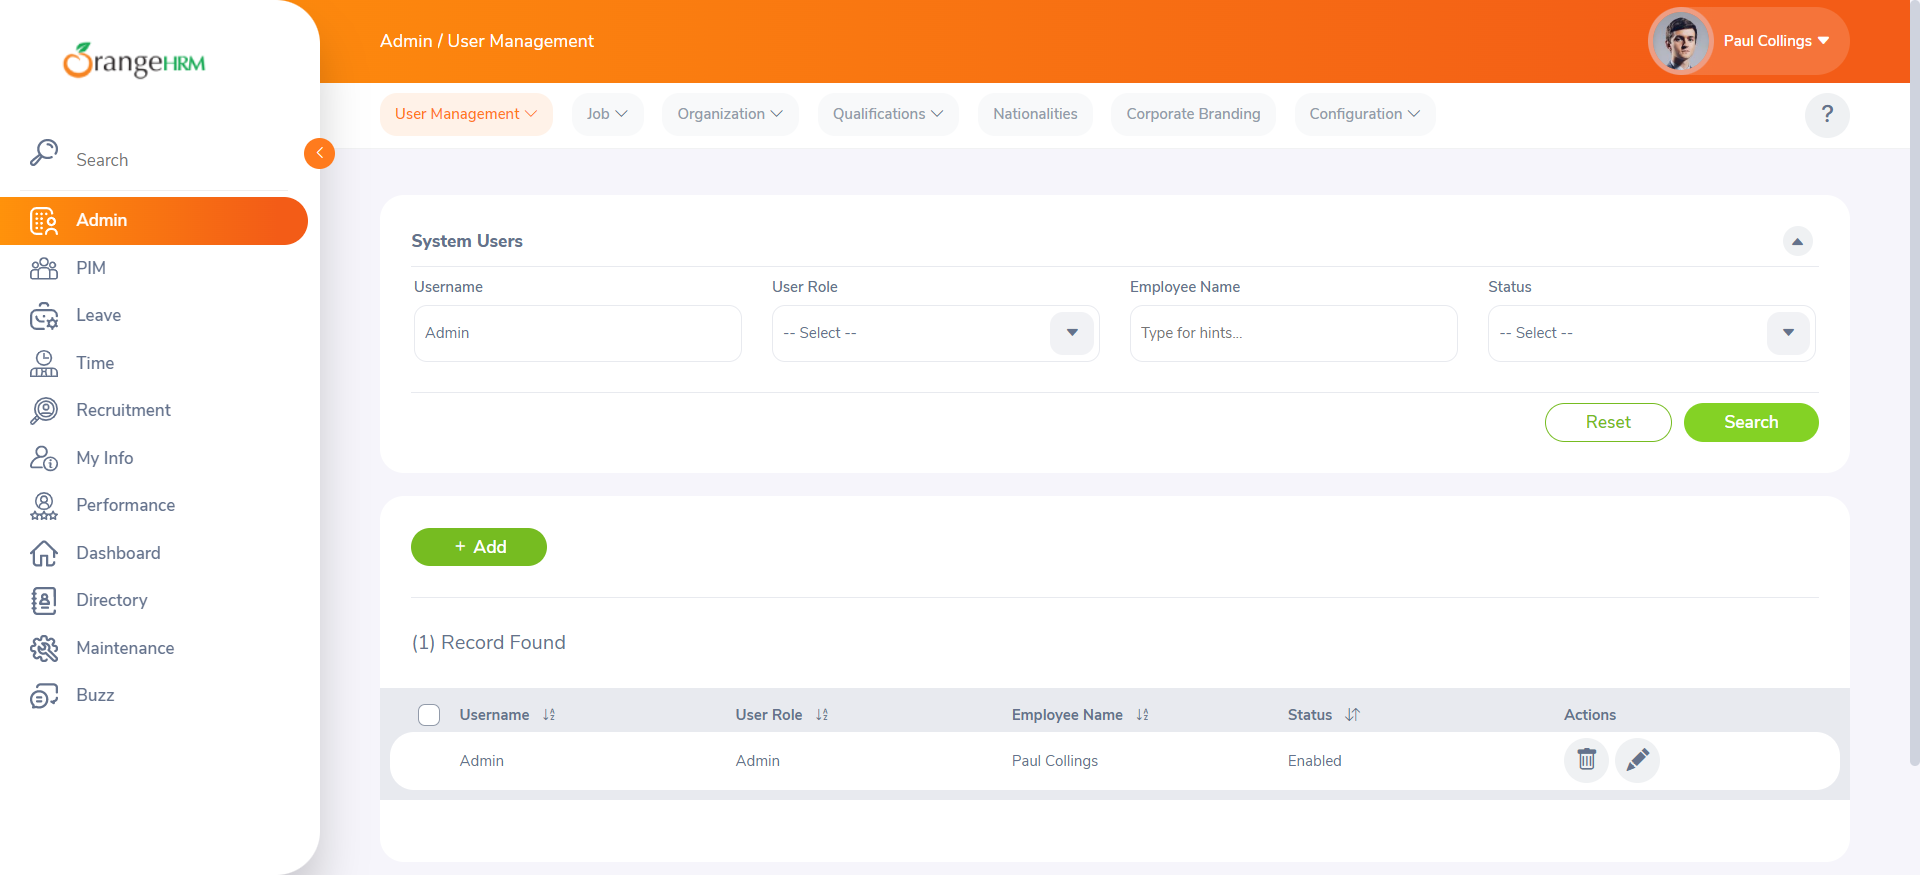 OrangeHRM
Search
Admin
PIM
Leave
Time
Recruitment
My Info
Performance
Dashboard
Directory
Maintenance
Buzz
Admin / User Management
Paul Collings
User Management
Job
Organization
Qualifications
Nationalities
Corporate Branding
Configuration
?
System Users
Username
User Role
Employee Name
Status
Admin
-- Select --
Type for hints...
-- Select --
Reset
Search
+ Add
(1) Record Found
Username
User Role
Employee Name
Status
Actions
Admin
Admin
Paul Collings
Enabled